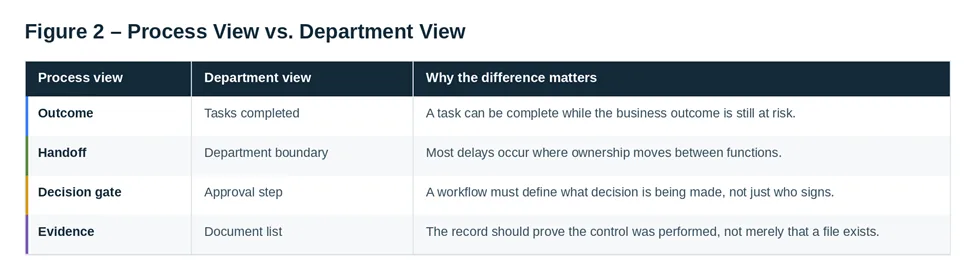 Figure 2 – Process View vs. Department View
Process view Department view Why the difference matters
Outcome Tasks completed A task can be complete while the business outcome is still at risk.
Handoff Department boundary Most delays occur where ownership moves between functions.
Decision gate Approval step A workflow must define what decision is being made, not just who signs.
Evidence Document list The record should prove the control was performed, not merely that a file exists.